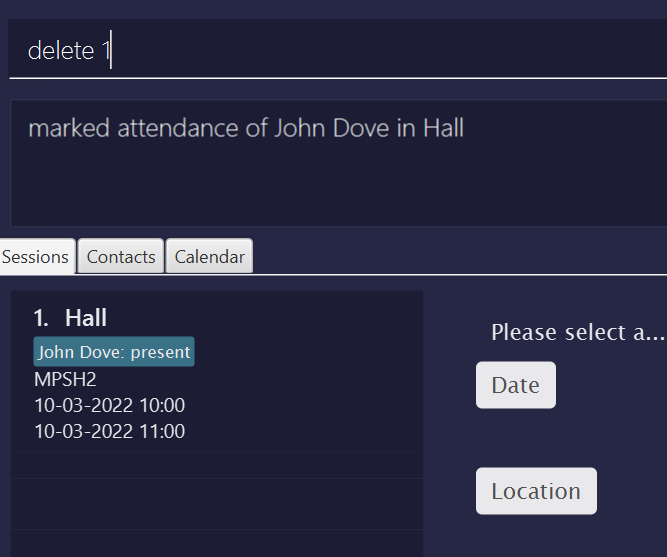 delete 1
marked attendance of John Dove in Hall
Sessions Contacts Calendar
1. Hall
John Dove: present
MPSH2
10-03-2022 10:00
10-03-2022 11:00
Please select a...
Date
Location